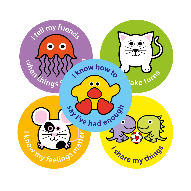 I tell my friends
when things
take turns
I know how to
say I've had enough
I know my feelings matter
I share my things